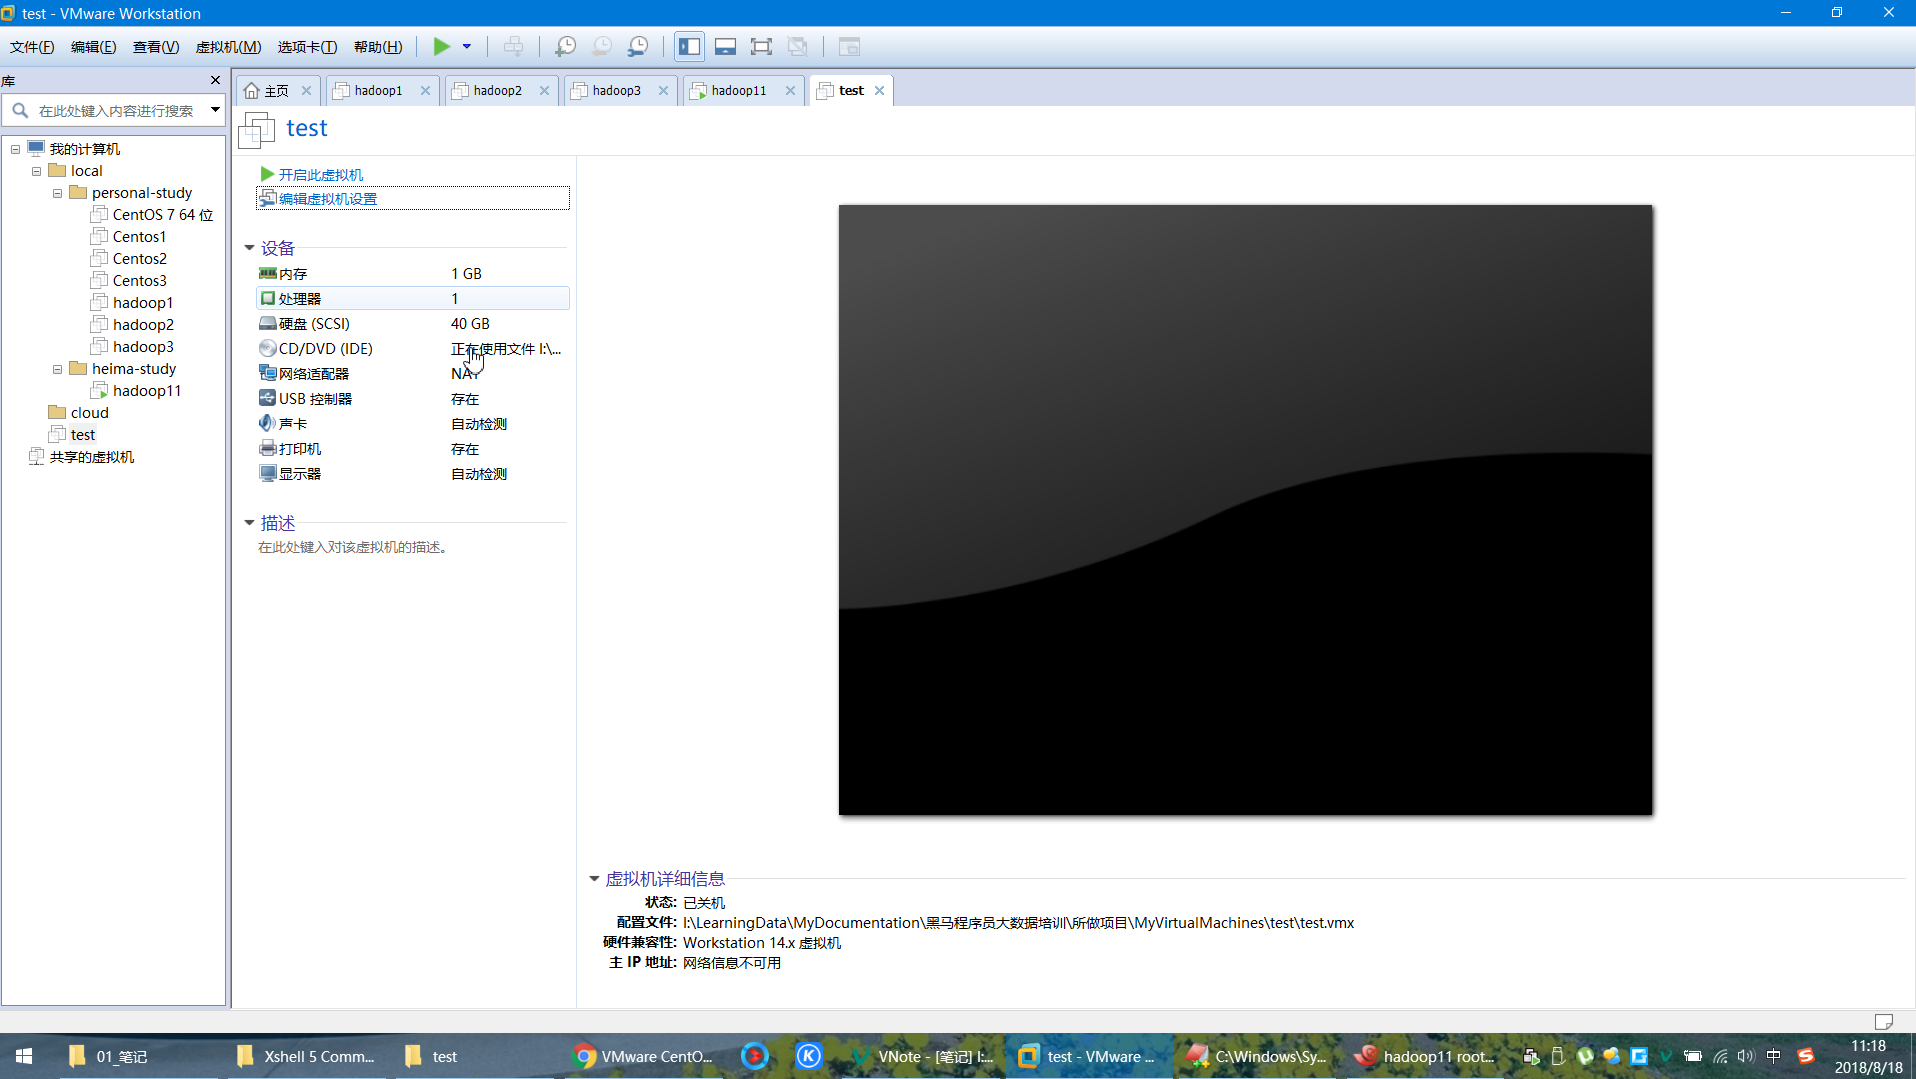 test - VMware Workstation
文件(F) 编辑(E) 查看(V) 虚拟机(M) 选项卡(T) 帮助(H)
库
在此处键入内容进行搜索
我的计算机
local
personal-study
CentOS 7 64 位
Centos1
Centos2
Centos3
hadoop1
hadoop2
hadoop3
heima-study
hadoop11
cloud
test
共享的虚拟机
主页 hadoop1 hadoop2 hadoop3 hadoop11 test
test
开启此虚拟机
编辑虚拟机设置
设备
内存 1 GB
处理器 1
硬盘 (SCSI) 40 GB
CD/DVD (IDE) 正在使用文件 I:\...
网络适配器 NAT
USB 控制器 存在
声卡 自动检测
打印机 存在
显示器 自动检测
描述
在此处键入对该虚拟机的描述。
虚拟机详细信息
状态: 已关机
配置文件: I:\LearningData\MyDocumentation\黑马程序员大数据培训\所做项目\MyVirtualMachines\test\test.vmx
硬件兼容性: Workstation 14.x 虚拟机
主 IP 地址: 网络信息不可用
01_笔记 Xshell 5 Comm... test VMware CentO... VNote - [笔记] I:... test - VMware ... C:\Windows\Sy... hadoop11 root... 中 11:18
2018/8/18